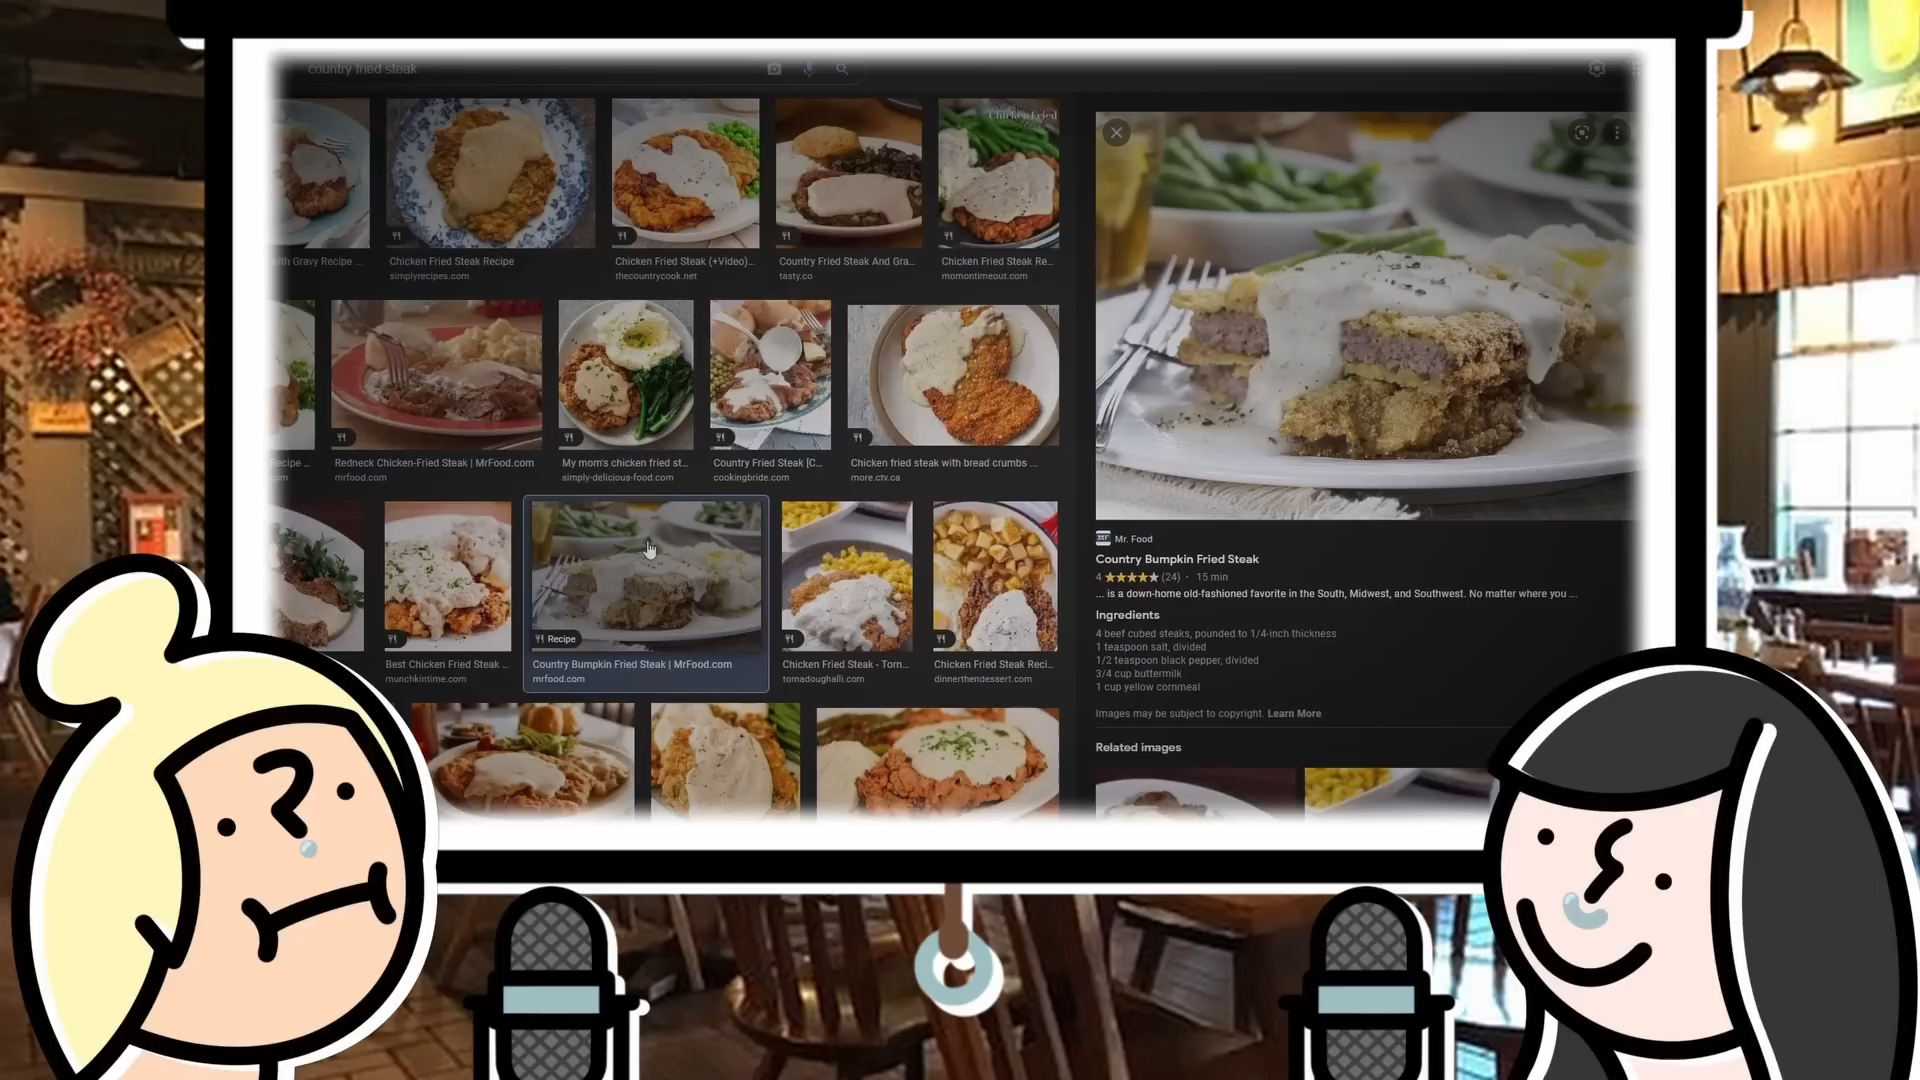 country fried steak
Chicken Fried
with Gravy Recipe ...
Chicken Fried Steak Recipe
simplyrecipes.com
Chicken Fried Steak (+Video)...
thecountrycook.net
Country Fried Steak And Gra...
tasty.co
Chicken Fried Steak Re...
momontimeout.com
Recipe ...
com
Redneck Chicken-Fried Steak | MrFood.com
mrfood.com
My mom's chicken fried st...
simply-delicious-food.com
Country Fried Steak [C...
cookingbride.com
Chicken fried steak with bread crumbs ...
more.ctv.ca
Best Chicken Fried Steak ...
munchkintime.com
Recipe
Country Bumpkin Fried Steak | MrFood.com
mrfood.com
Chicken Fried Steak - Torn...
tornadoughalli.com
Chicken Fried Steak Reci...
dinnerthendessert.com
Mr. Food
Country Bumpkin Fried Steak
4 ★★★★★ (24) · 15 min
... is a down-home old-fashioned favorite in the South, Midwest, and Southwest. No matter where you ...
Ingredients
4 beef cubed steaks, pounded to 1/4-inch thickness
1 teaspoon salt, divided
1/2 teaspoon black pepper, divided
3/4 cup buttermilk
1 cup yellow cornmeal
Images may be subject to copyright. Learn More
Related images